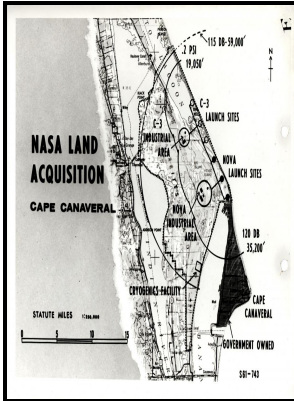 115 DB-59,000'
.2 PSI
19,050'
N
C-3
LAUNCH SITES
C-3
INDUSTRIAL
AREA
NASA LAND
ACQUISITION
CAPE CANAVERAL
NOVA
LAUNCH SITES
NOVA
INDUSTRIAL
AREA
120 DB
35,200'
CRYOGENICS FACILITY
CAPE
CANAVERAL
GOVERNMENT OWNED
STATUTE MILES
0 5 10 15
S61-743